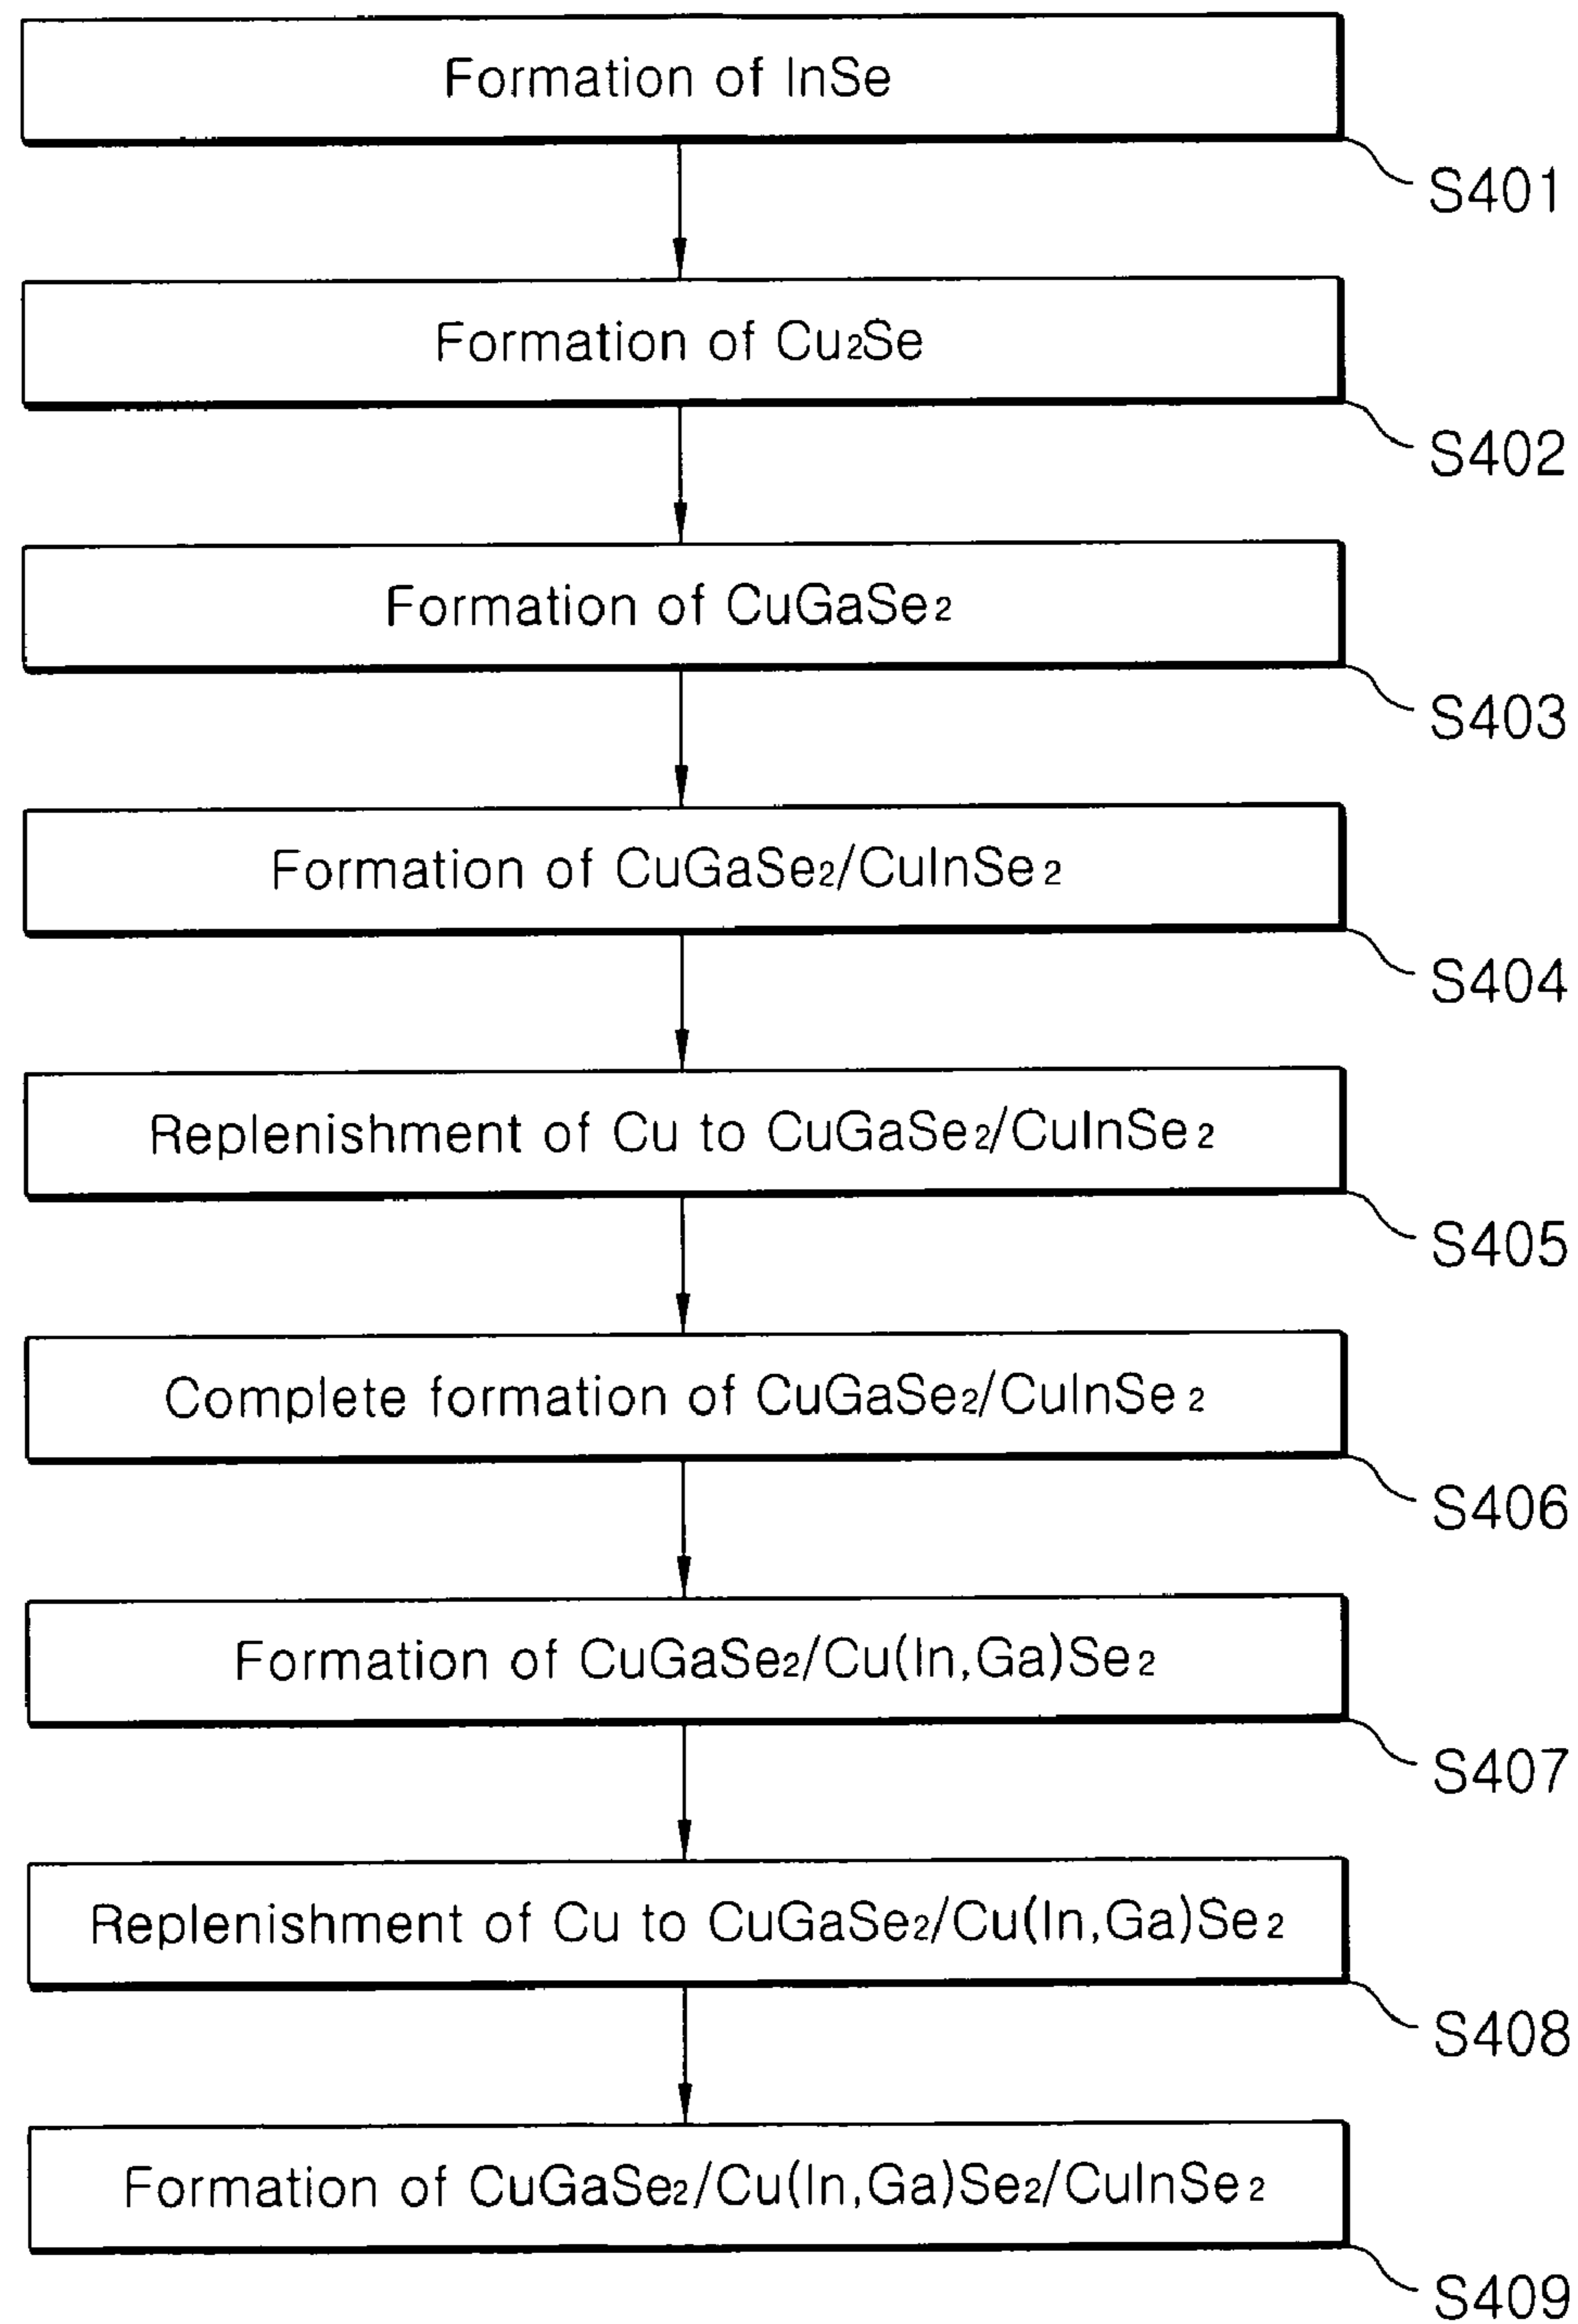 Formation of InSe
S401
Formation of Cu₂Se
S402
Formation of CuGaSe₂
S403
Formation of CuGaSe₂/CuInSe₂
S404
Replenishment of Cu to CuGaSe₂/CuInSe₂
S405
Complete formation of CuGaSe₂/CuInSe₂
S406
Formation of CuGaSe₂/Cu(In,Ga)Se₂
S407
Replenishment of Cu to CuGaSe₂/Cu(In,Ga)Se₂
S408
Formation of CuGaSe₂/Cu(In,Ga)Se₂/CuInSe₂
S409